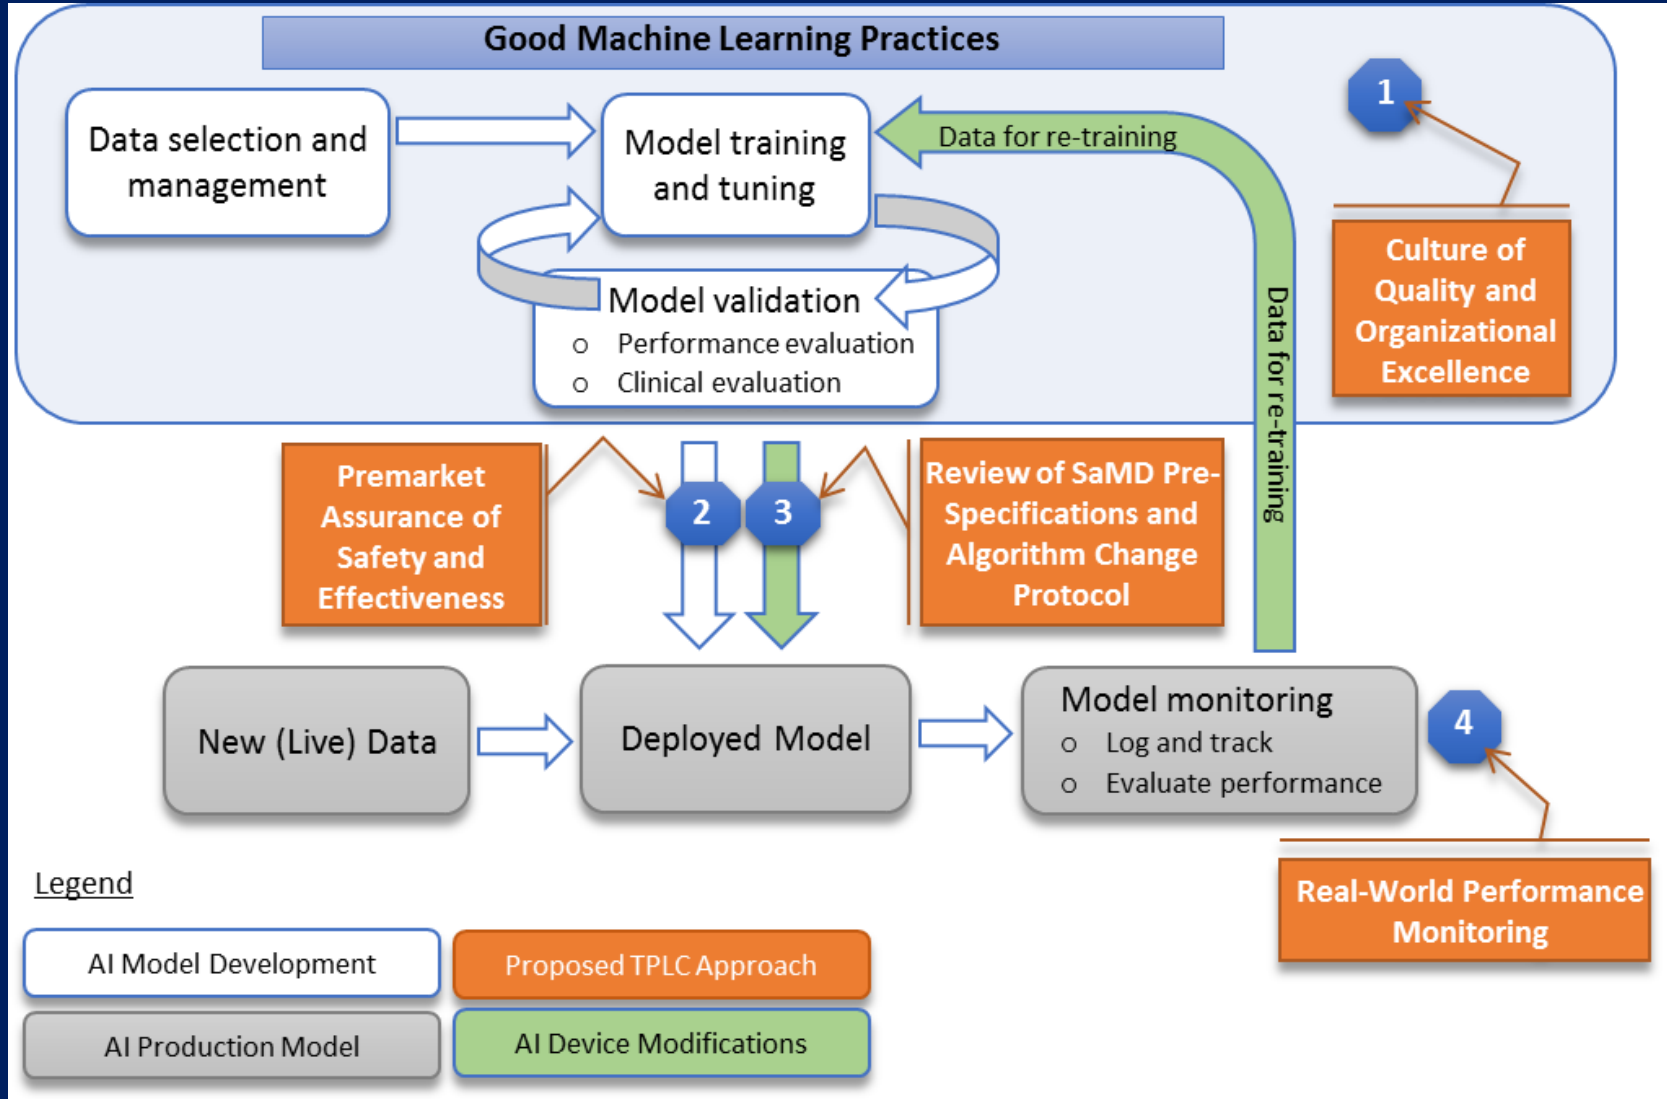 Good Machine Learning Practices
Data selection and
management
Model training
and tuning
Data for re-training
1
Culture of
Quality and
Organizational
Excellence
Model validation
o Performance evaluation
o Clinical evaluation
Data for re-training
Premarket
Assurance of
Safety and
Effectiveness
2
3
Review of SaMD Pre-
Specifications and
Algorithm Change
Protocol
New (Live) Data
Deployed Model
Model monitoring
o Log and track
o Evaluate performance
4
Real-World Performance
Monitoring
Legend
AI Model Development
Proposed TPLC Approach
AI Production Model
AI Device Modifications